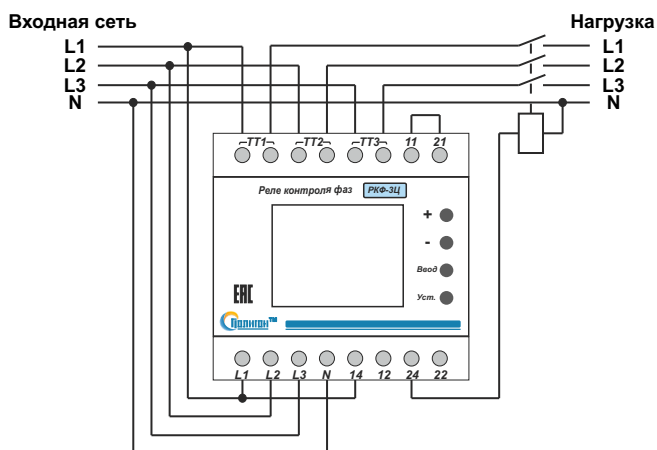 Входная сеть
Нагрузка
L1
L1
L2
L2
L3
L3
N
N
ТТ1 ТТ2 ТТ3 11 21
Реле контроля фаз РКФ-3Ц
+
-
Ввод
Уст.
ЕАС
Полигон™
L1 L2 L3 N 14 12 24 22